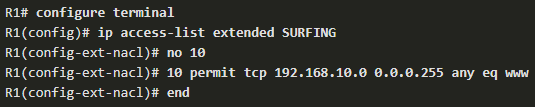 R1# configure terminal
R1(config)# ip access-list extended SURFING
R1(config-ext-nacl)# no 10
R1(config-ext-nacl)# 10 permit tcp 192.168.10.0 0.0.0.255 any eq www
R1(config-ext-nacl)# end